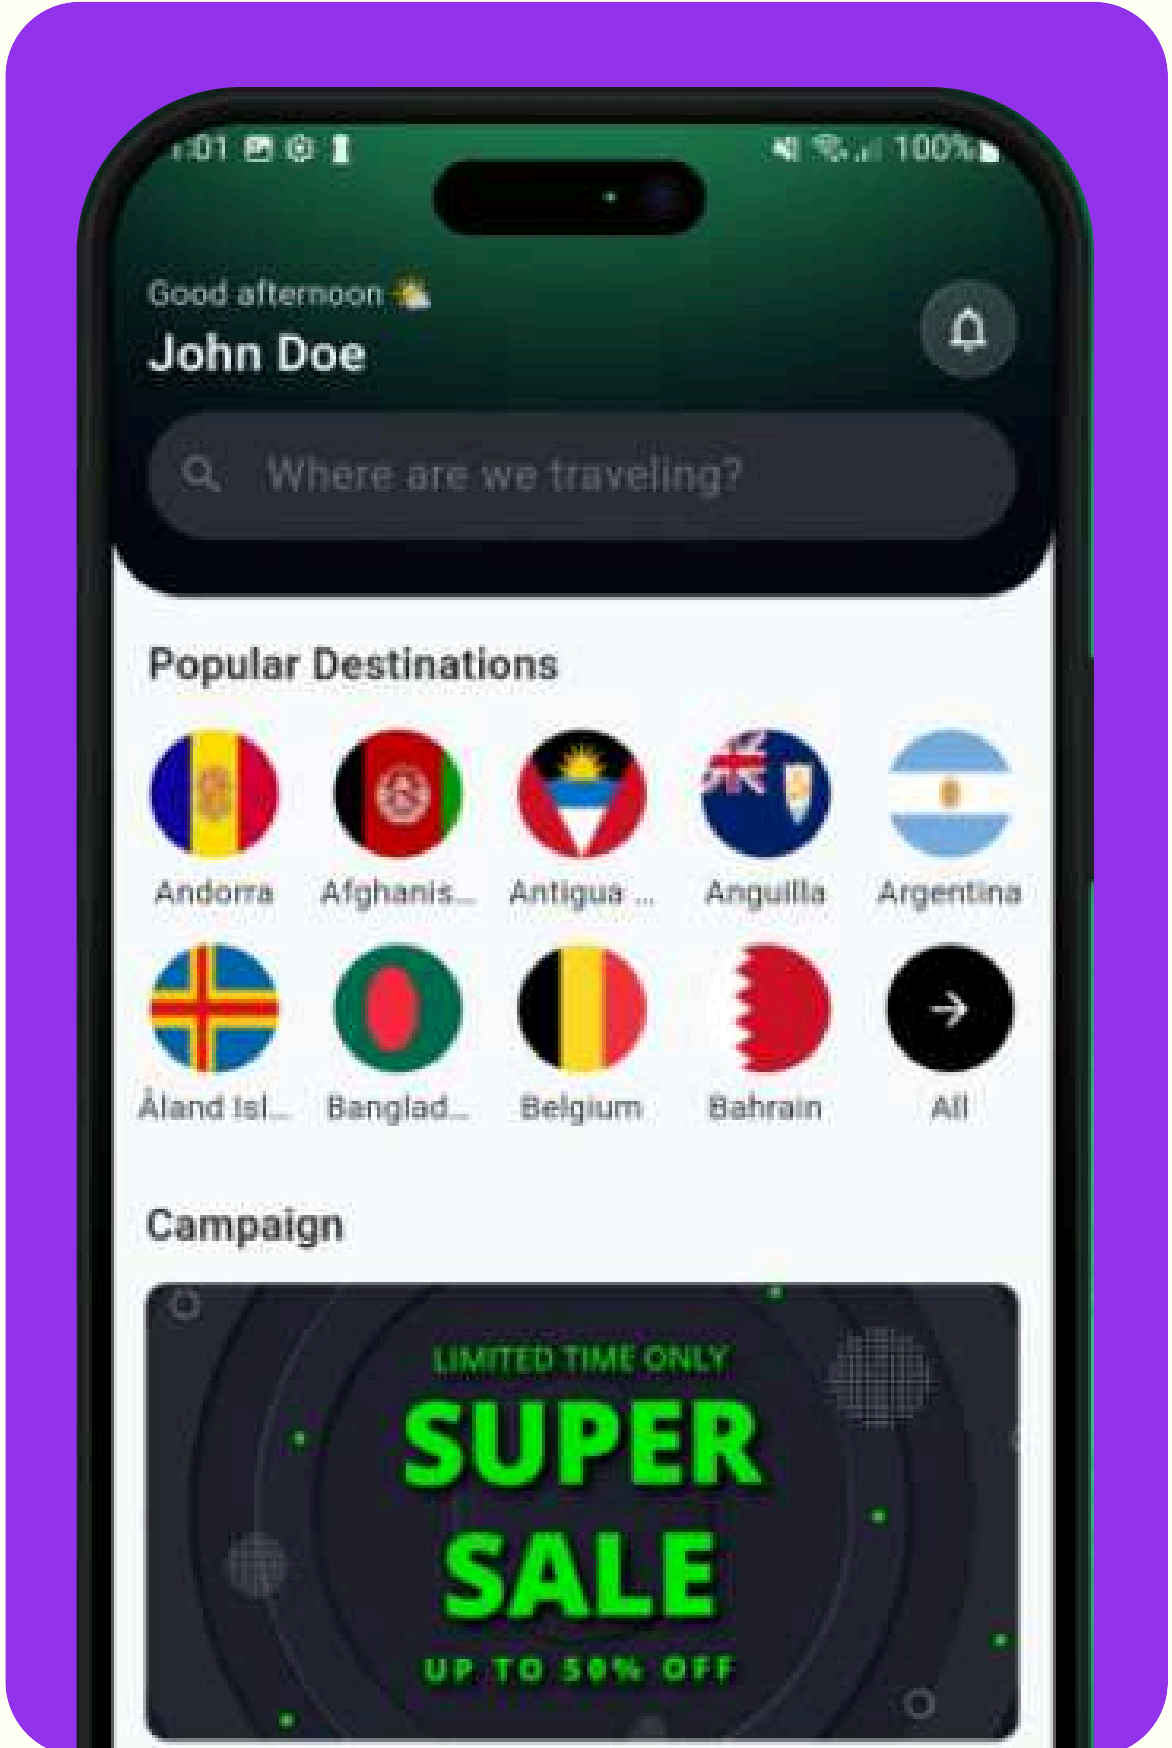 :01 100%
Good afternoon
John Doe
Where are we traveling?
Popular Destinations
Andorra Afghanis... Antigua ... Anguilla Argentina
Åland Isl... Banglad... Belgium Bahrain All
Campaign
LIMITED TIME ONLY
SUPER
SALE
UP TO 50% OFF